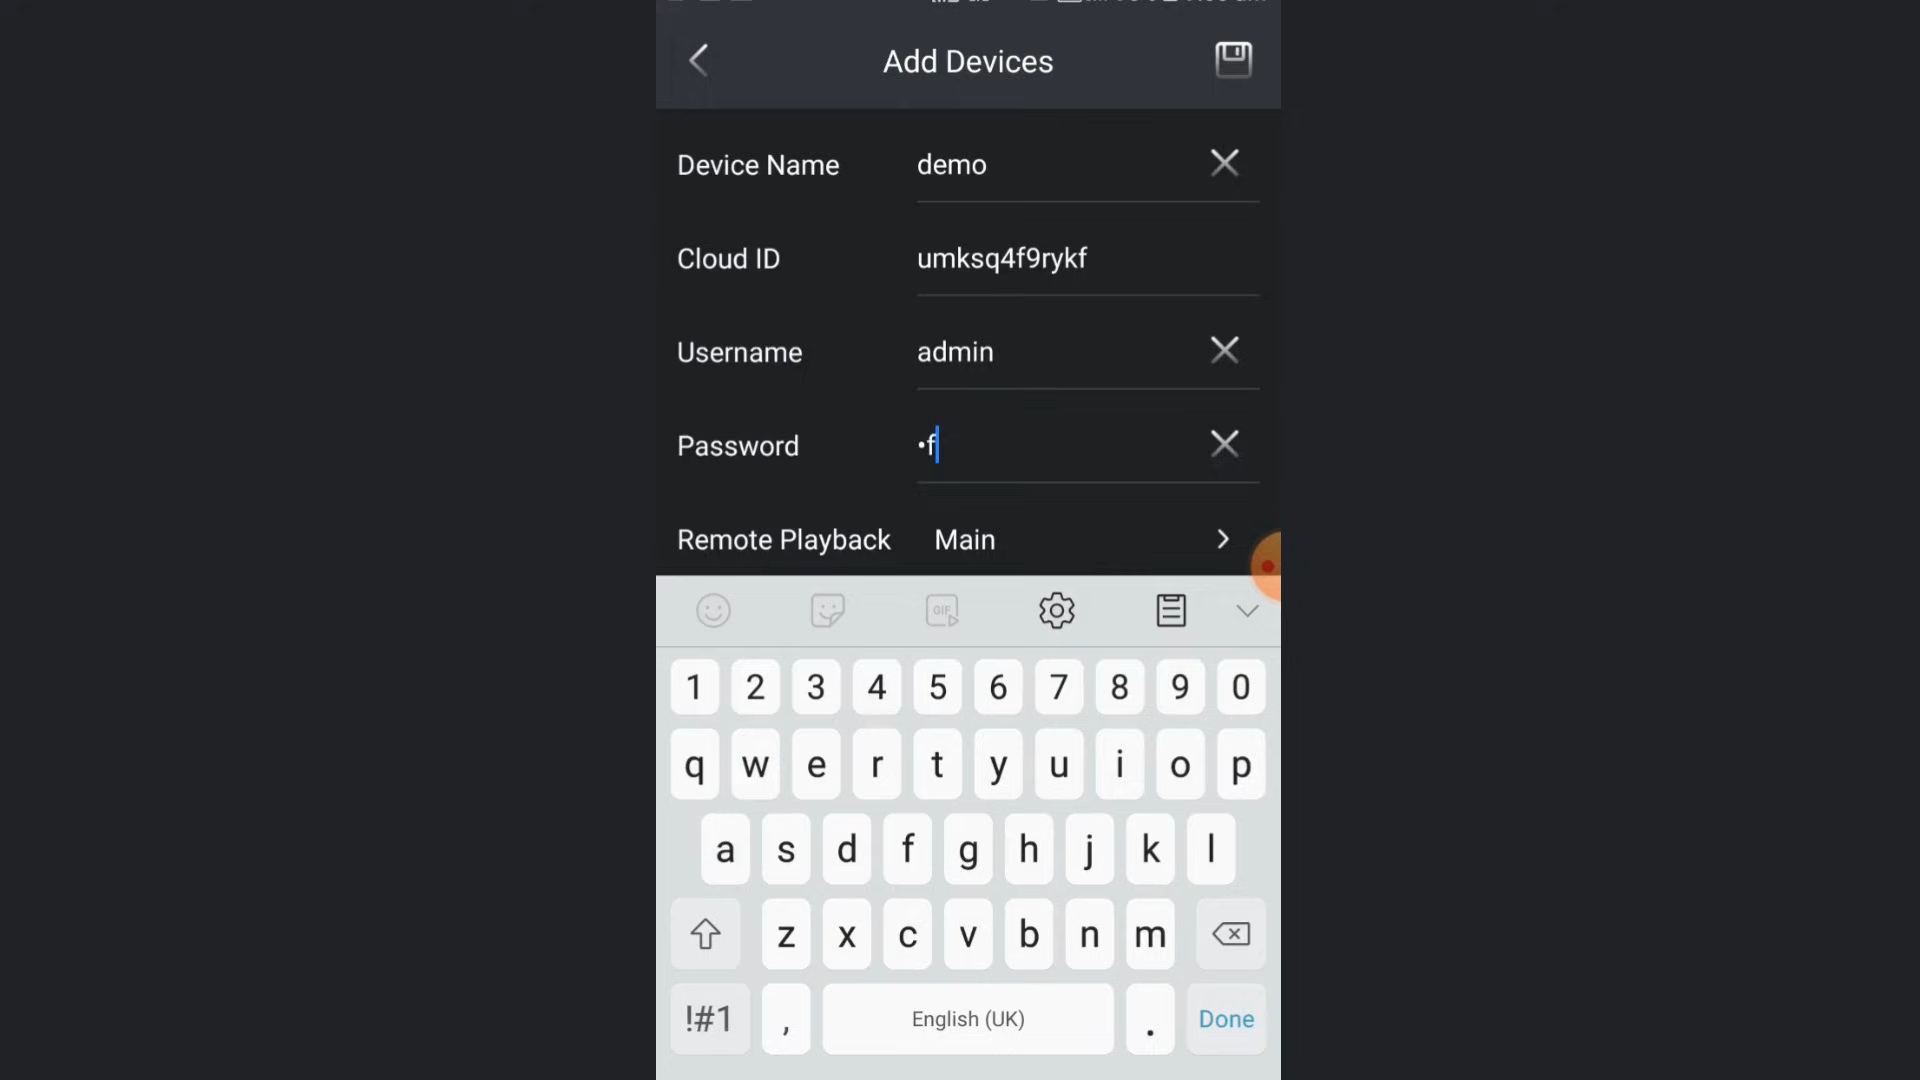 Add Devices
Device Name demo
Cloud ID umksq4f9rykf
Username admin
Password •f
Remote Playback Main
GIF
1 2 3 4 5 6 7 8 9 0
q w e r t y u i o p
a s d f g h j k l
z x c v b n m
!#1 , English (UK) . Done